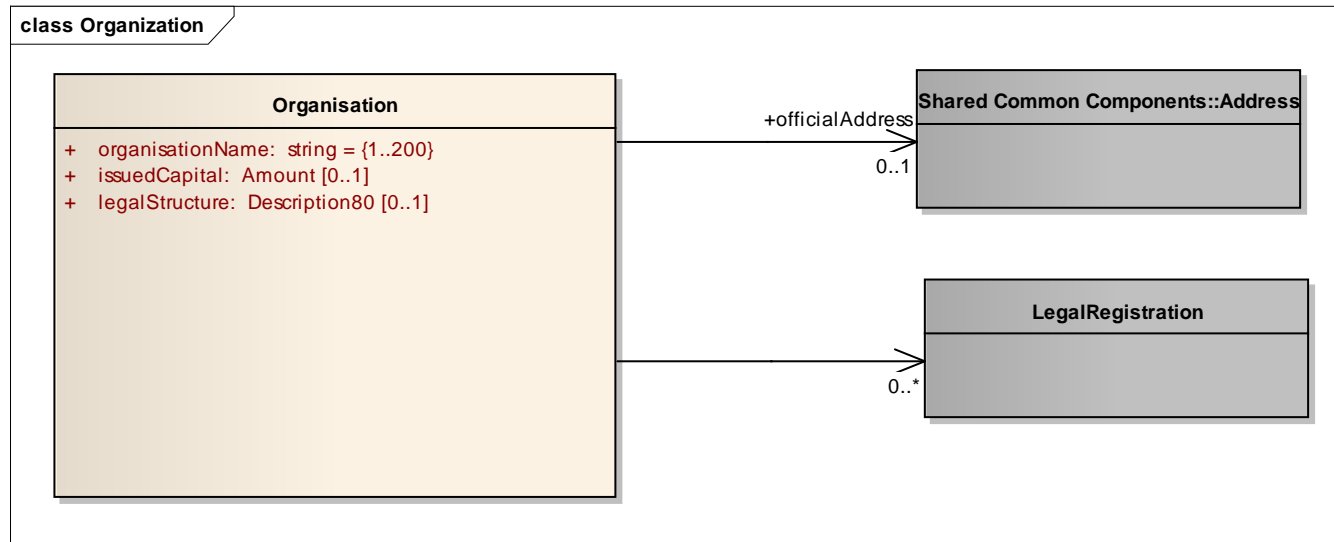 class Organization
Organisation
+ organisationName: string = {1..200}
+ issuedCapital: Amount [0..1]
+ legalStructure: Description80 [0..1]
+officialAddress
0..1
Shared Common Components::Address
LegalRegistration
0..*